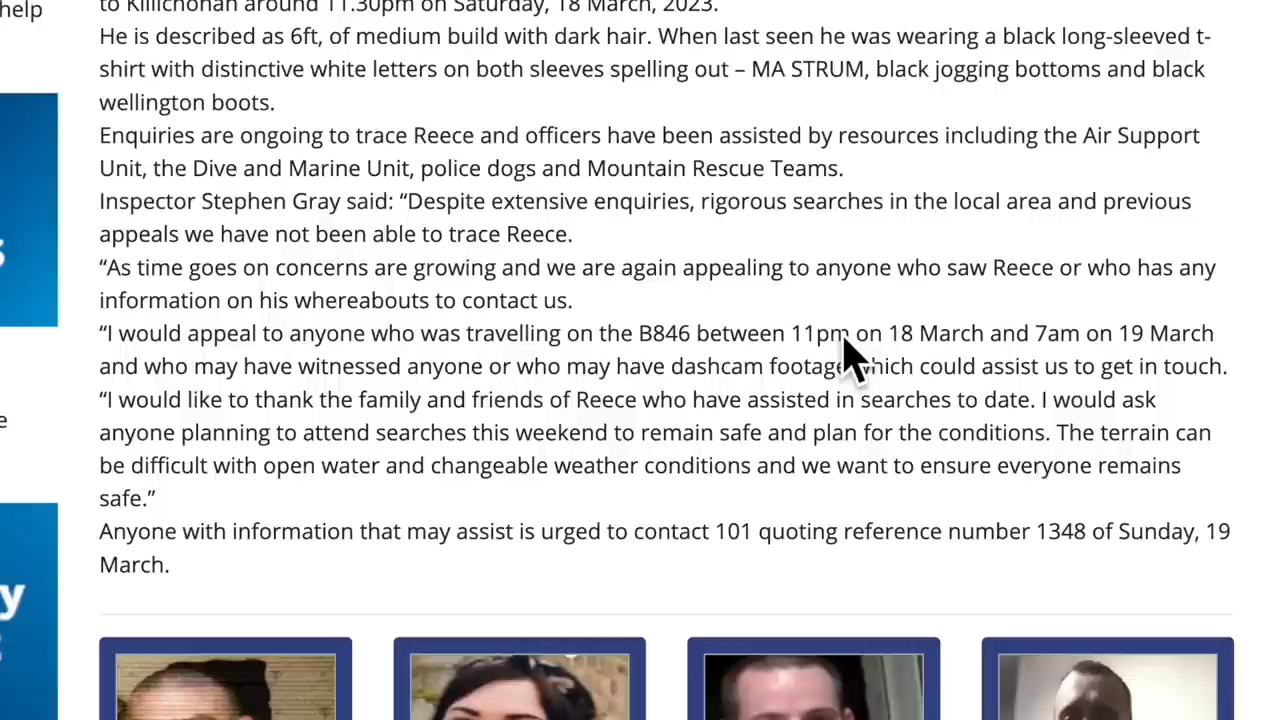 help
to Killichonan around 11.30pm on Saturday, 18 March, 2023.
He is described as 6ft, of medium build with dark hair. When last seen he was wearing a black long-sleeved t-
shirt with distinctive white letters on both sleeves spelling out – MA STRUM, black jogging bottoms and black
wellington boots.
Enquiries are ongoing to trace Reece and officers have been assisted by resources including the Air Support
Unit, the Dive and Marine Unit, police dogs and Mountain Rescue Teams.
Inspector Stephen Gray said: “Despite extensive enquiries, rigorous searches in the local area and previous
appeals we have not been able to trace Reece.
“As time goes on concerns are growing and we are again appealing to anyone who saw Reece or who has any
information on his whereabouts to contact us.
“I would appeal to anyone who was travelling on the B846 between 11pm on 18 March and 7am on 19 March
and who may have witnessed anyone or who may have dashcam footage which could assist us to get in touch.
“I would like to thank the family and friends of Reece who have assisted in searches to date. I would ask
anyone planning to attend searches this weekend to remain safe and plan for the conditions. The terrain can
be difficult with open water and changeable weather conditions and we want to ensure everyone remains
safe.”
Anyone with information that may assist is urged to contact 101 quoting reference number 1348 of Sunday, 19
March.